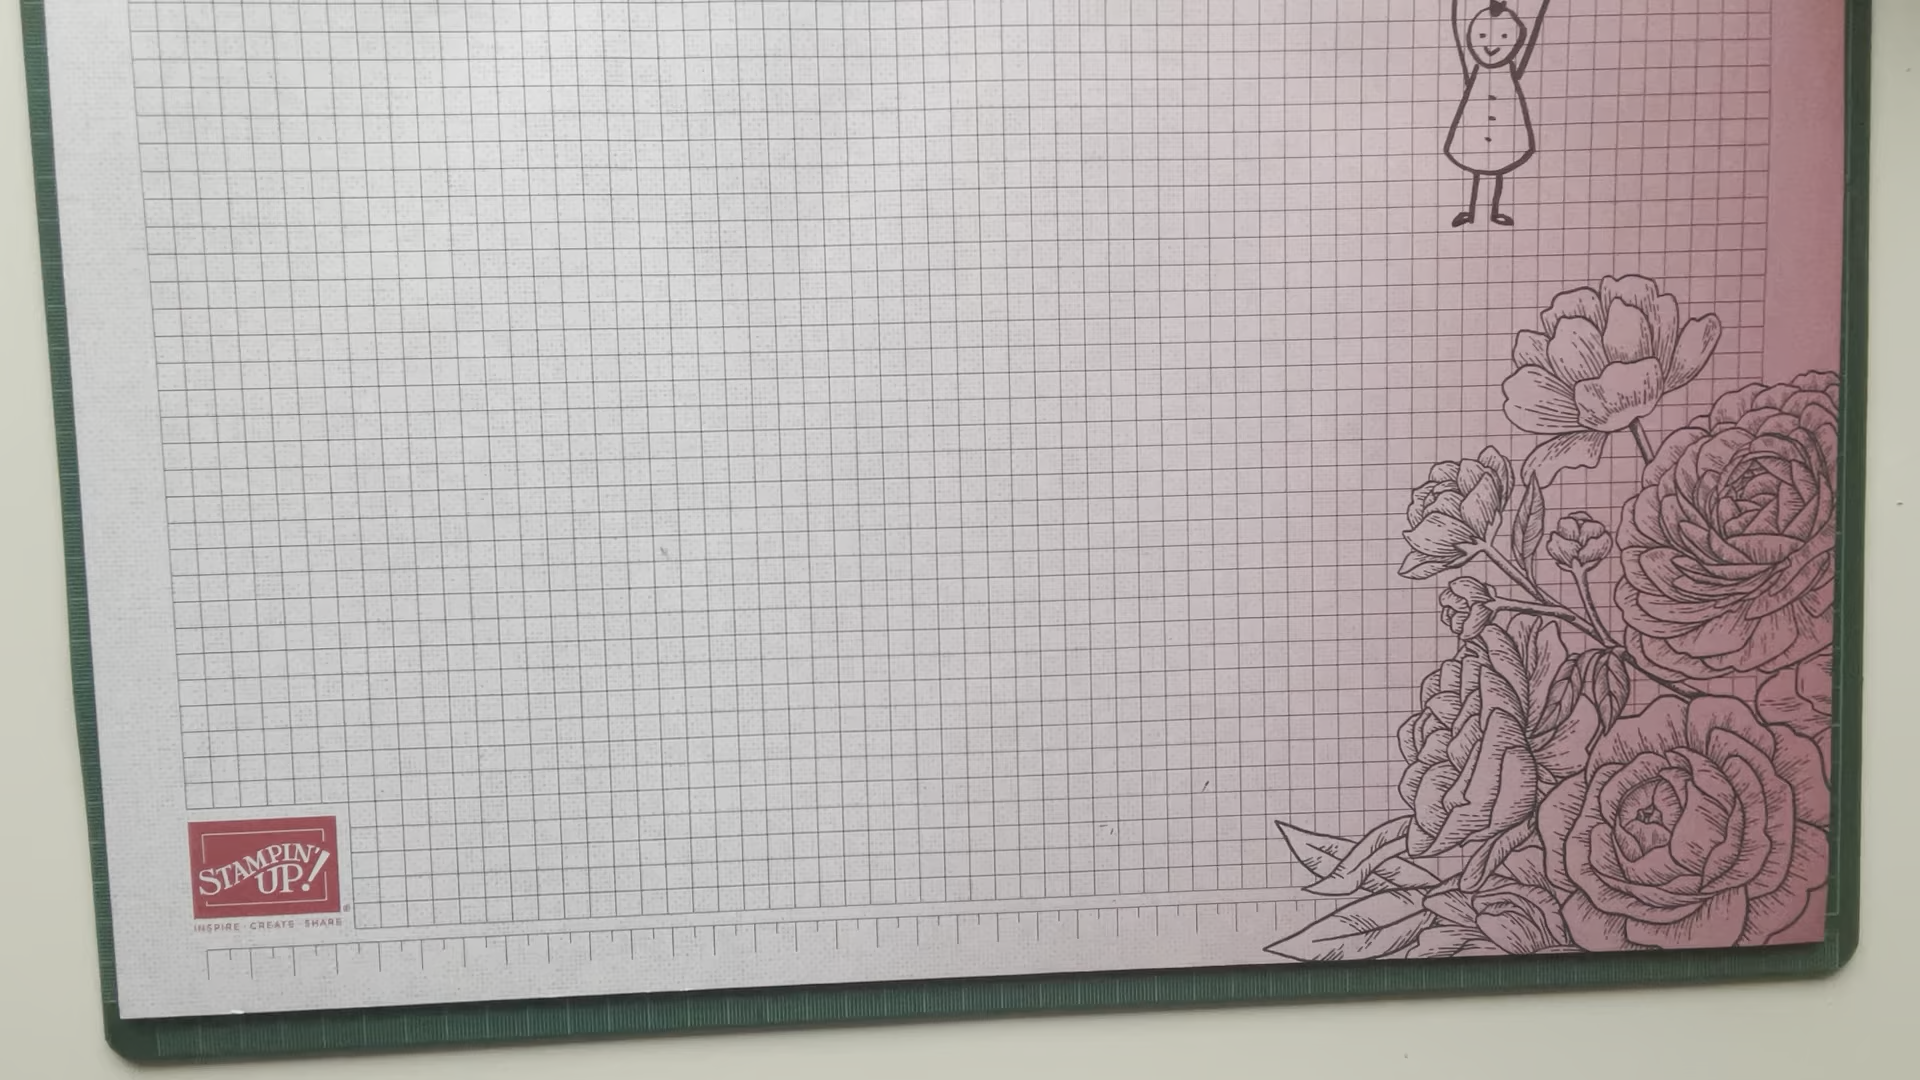 STAMPIN'
UP!
®
INSPIRE · CREATE · SHARE